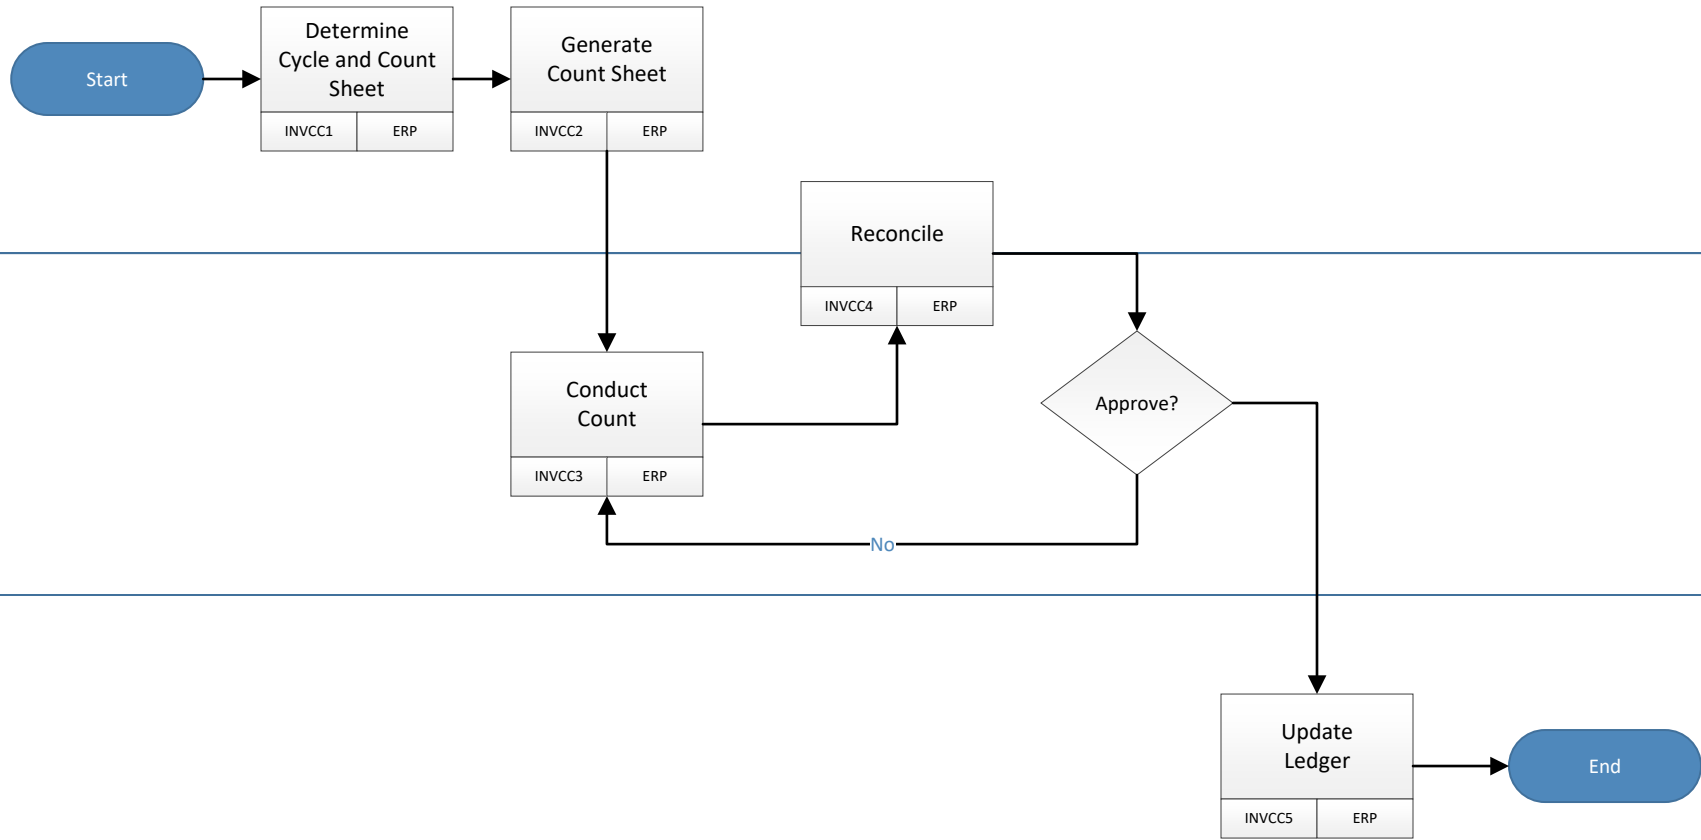 Start
Determine
Cycle and Count
Sheet
INVCC1 ERP
Generate
Count Sheet
INVCC2 ERP
Reconcile
INVCC4 ERP
Conduct
Count
INVCC3 ERP
Approve?
No
Update
Ledger
INVCC5 ERP
End